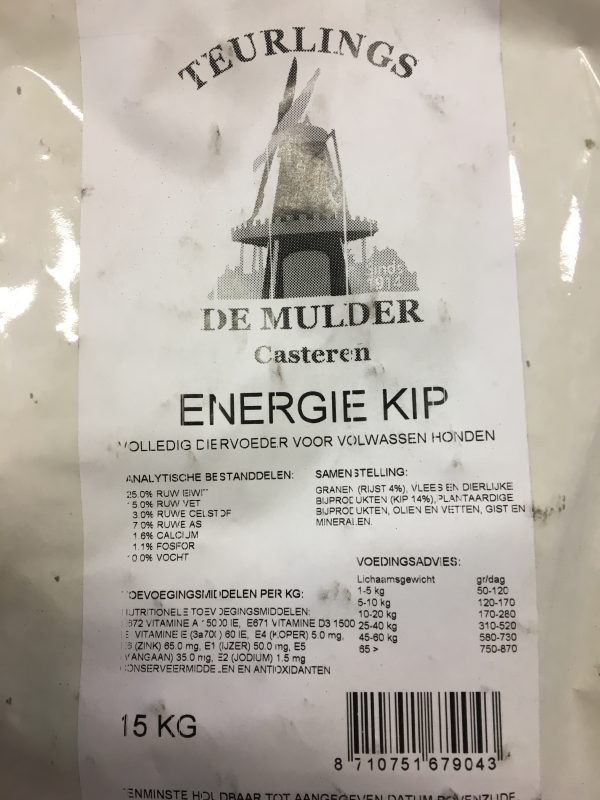 TEURLINGS
Sinds
1914
DE MULDER
Casteren
ENERGIE KIP
VOLLEDIG DIERVOEDER VOOR VOLWASSEN HONDEN
ANALYTISCHE BESTANDDELEN:
25.0% RUW EIWIT
5.0% RUW VET
3.0% RUWE CELSTOF
7.0% RUWE AS
1.6% CALCIUM
1.1% FOSFOR
0.0% VOCHT
SAMENSTELLING:
GRANEN (RIJST 4%), VLEES EN DIERLIJKE
BIJPRODUKTEN (KIP 14%), PLANTAARDIGE
BIJPRODUKTEN, OLIEN EN VETTEN, GIST EN
MINERALEN.
TOEVOEGINGSMIDDELEN PER KG:
NUTRITIONELE TOEVOEGINGSMIDDELEN:
E672 VITAMINE A 15000 IE, E671 VITAMINE D3 1500
E VITAMINE E (3a700) 60 IE, E4 (KOPER) 5.0 mg,
E6 (ZINK) 65.0 mg, E1 (IJZER) 50.0 mg, E5
(MANGAAN) 35.0 mg, E2 (JODIUM) 1.5 mg
CONSERVEERMIDDELEN EN ANTIOXIDANTEN
VOEDINGSADVIES:
Lichaamsgewicht gr/dag
1-5 kg 50-120
5-10 kg 120-170
10-20 kg 170-280
25-40 kg 310-520
45-60 kg 580-730
65 > 750-870
15 KG
8 710751 679043
TENMINSTE HOUDBAAR TOT AANGEGEVEN DATUM BOVENZIJDE